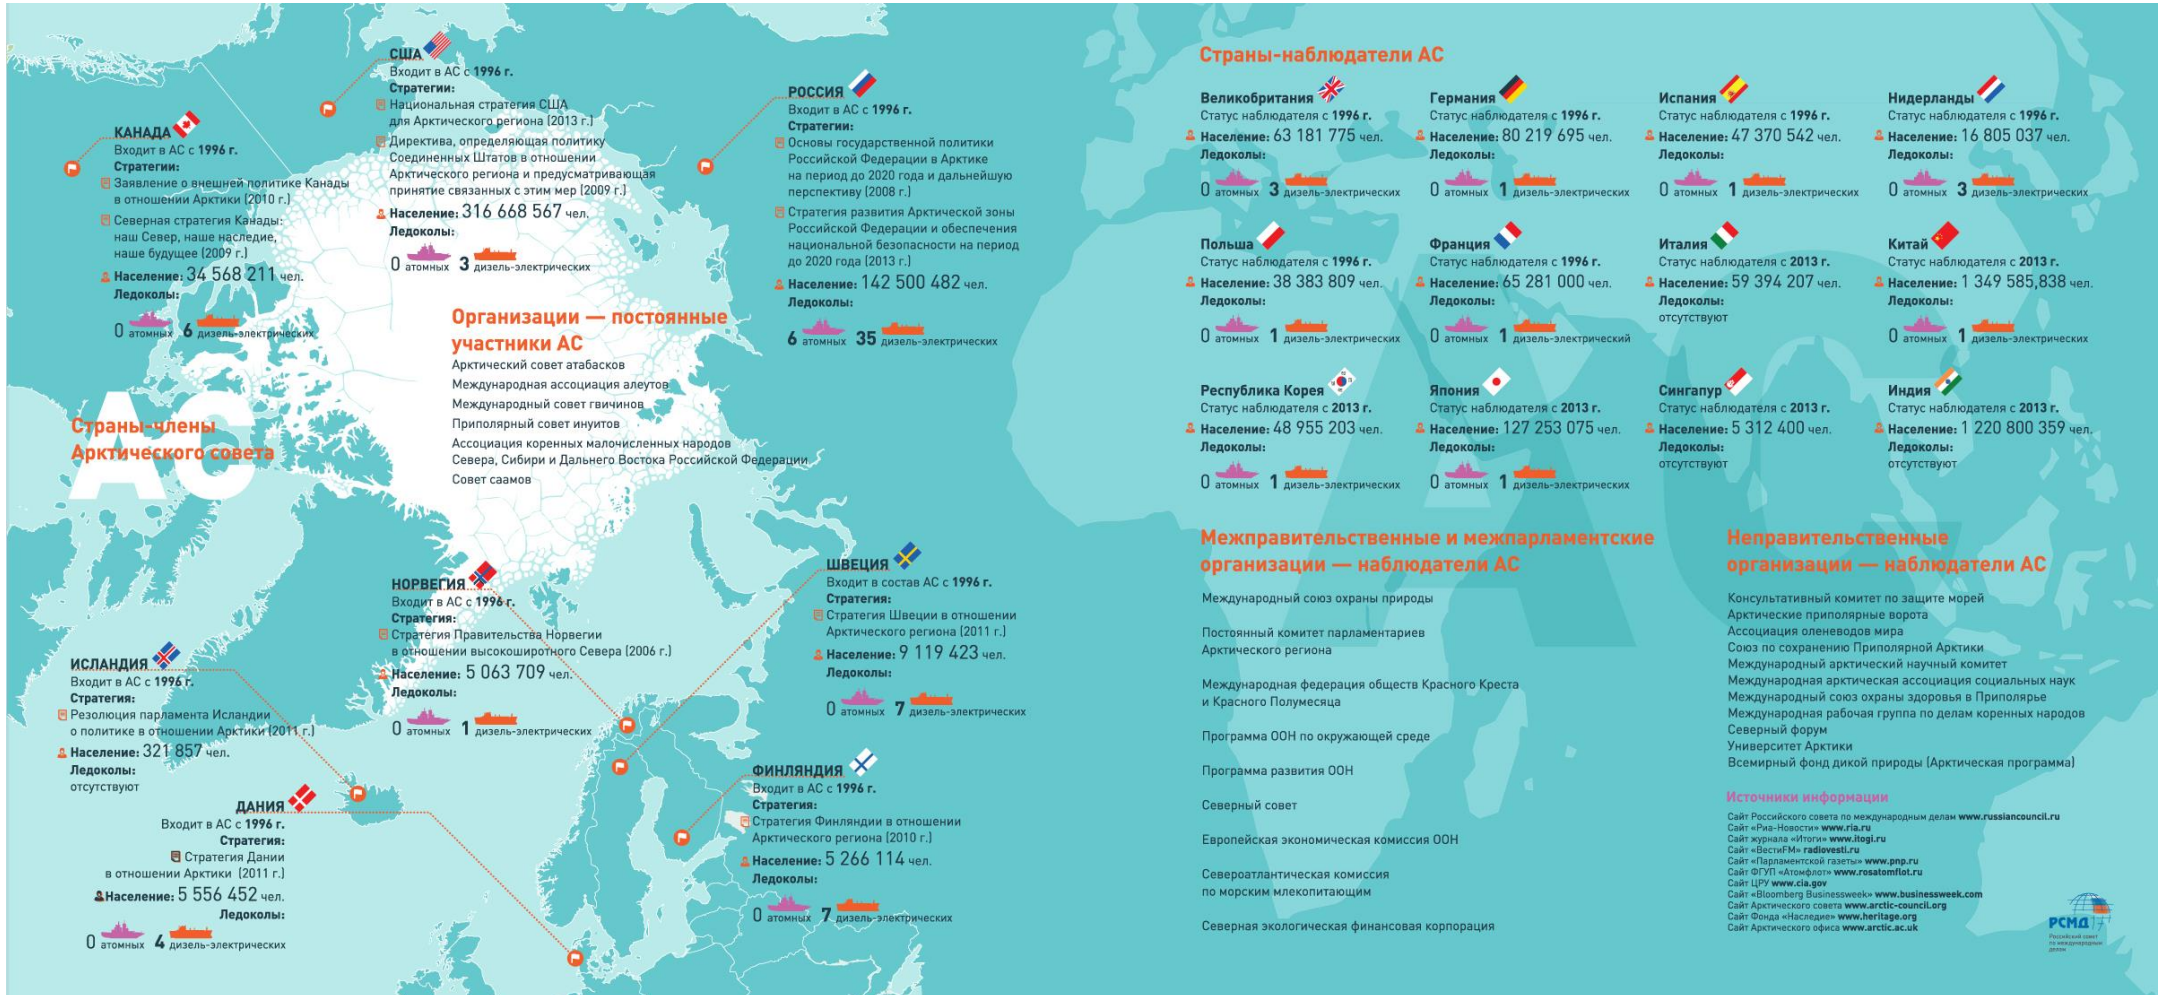 США
Входит в АС с 1996 г.
Стратегии:
Национальная стратегия США
для Арктического региона (2013 г.)
Директива, определяющая политику
Соединенных Штатов в отношении
Арктического региона и предусматривающая
принятие связанных с этим мер (2009 г.)
Население: 316 668 567 чел.
Ледоколы:
0 атомных 3 дизель-электрических
КАНАДА
Входит в АС с 1996 г.
Стратегии:
Заявление о внешней политике Канады
в отношении Арктики (2010 г.)
Северная стратегия Канады:
наш Север, наше наследие,
наше будущее (2009 г.)
Население: 34 568 211 чел.
Ледоколы:
0 атомных 6 дизель-электрических
РОССИЯ
Входит в АС с 1996 г.
Стратегии:
Основы государственной политики
Российской Федерации в Арктике
на период до 2020 года и дальнейшую
перспективу (2008 г.)
Стратегия развития Арктической зоны
Российской Федерации и обеспечения
национальной безопасности на период
до 2020 года (2013 г.)
Население: 142 500 482 чел.
Ледоколы:
6 атомных 35 дизель-электрических
Организации — постоянные
участники АС
Арктический совет атабасков
Международная ассоциация алеутов
Международный совет гвичинов
Приполярный совет инуитов
Ассоциация коренных малочисленных народов
Севера, Сибири и Дальнего Востока Российской Федерации
Совет саамов
АС
Страны-члены
Арктического совета
НОРВЕГИЯ
Входит в АС с 1996 г.
Стратегия:
Стратегия Правительства Норвегии
в отношении высокоширотного Севера (2006 г.)
Население: 5 063 709 чел.
Ледоколы:
0 атомных 1 дизель-электрических
ШВЕЦИЯ
Входит в состав АС с 1996 г.
Стратегия:
Стратегия Швеции в отношении
Арктического региона (2011 г.)
Население: 9 119 423 чел.
Ледоколы:
0 атомных 7 дизель-электрических
ИСЛАНДИЯ
Входит в АС с 1996 г.
Стратегия:
Резолюция парламента Исландии
о политике в отношении Арктики (2011 г.)
Население: 321 857 чел.
Ледоколы:
отсутствуют
ДАНИЯ
Входит в АС с 1996 г.
Стратегия:
Стратегия Дании
в отношении Арктики (2011 г.)
Население: 5 556 452 чел.
Ледоколы:
0 атомных 4 дизель-электрических
ФИНЛЯНДИЯ
Входит в АС с 1996 г.
Стратегия:
Стратегия Финляндии в отношении
Арктического региона (2010 г.)
Население: 5 266 114 чел.
Ледоколы:
0 атомных 7 дизель-электрических
АС
Страны-наблюдатели АС
Великобритания
Статус наблюдателя с 1996 г.
Население: 63 181 775 чел.
Ледоколы:
0 атомных 3 дизель-электрических
Германия
Статус наблюдателя с 1996 г.
Население: 80 219 695 чел.
Ледоколы:
0 атомных 1 дизель-электрических
Испания
Статус наблюдателя с 1996 г.
Население: 47 370 542 чел.
Ледоколы:
0 атомных 1 дизель-электрических
Нидерланды
Статус наблюдателя с 1996 г.
Население: 16 805 037 чел.
Ледоколы:
0 атомных 3 дизель-электрических
Польша
Статус наблюдателя с 1996 г.
Население: 38 383 809 чел.
Ледоколы:
0 атомных 1 дизель-электрических
Франция
Статус наблюдателя с 1996 г.
Население: 65 281 000 чел.
Ледоколы:
0 атомных 1 дизель-электрический
Италия
Статус наблюдателя с 2013 г.
Население: 59 394 207 чел.
Ледоколы:
отсутствуют
Китай
Статус наблюдателя с 2013 г.
Население: 1 349 585,838 чел.
Ледоколы:
0 атомных 1 дизель-электрических
Республика Корея
Статус наблюдателя с 2013 г.
Население: 48 955 203 чел.
Ледоколы:
0 атомных 1 дизель-электрических
Япония
Статус наблюдателя с 2013 г.
Население: 127 253 075 чел.
Ледоколы:
0 атомных 1 дизель-электрических
Сингапур
Статус наблюдателя с 2013 г.
Население: 5 312 400 чел.
Ледоколы:
отсутствуют
Индия
Статус наблюдателя с 2013 г.
Население: 1 220 800 359 чел.
Ледоколы:
отсутствуют
Межправительственные и межпарламентские
организации — наблюдатели АС
Международный союз охраны природы
Постоянный комитет парламентариев
Арктического региона
Международная федерация обществ Красного Креста
и Красного Полумесяца
Программа ООН по окружающей среде
Программа развития ООН
Северный совет
Европейская экономическая комиссия ООН
Североатлантическая комиссия
по морским млекопитающим
Северная экологическая финансовая корпорация
Неправительственные
организации — наблюдатели АС
Консультативный комитет по защите морей
Арктические приполярные ворота
Ассоциация оленеводов мира
Союз по сохранению Приполярной Арктики
Международный арктический научный комитет
Международная арктическая ассоциация социальных наук
Международный союз охраны здоровья в Приполярье
Международная рабочая группа по делам коренных народов
Северный форум
Университет Арктики
Всемирный фонд дикой природы (Арктическая программа)
Источники информации
Сайт Российского совета по международным делам www.russiancouncil.ru
Сайт «Риа-Новости» www.ria.ru
Сайт журнала «Итоги» www.itogi.ru
Сайт «ВестиFM» radiovesti.ru
Сайт «Парламентской газеты» www.pnp.ru
Сайт ФГУП «Атомфлот» www.rosatomflot.ru
Сайт ЦРУ www.cia.gov
Сайт «Bloomberg Businessweek» www.businessweek.com
Сайт Арктического совета www.arctic-council.org
Сайт Фонда «Наследие» www.heritage.org
Сайт Арктического офиса www.arctic.ac.uk
РСМД
Российский совет
по международным
делам